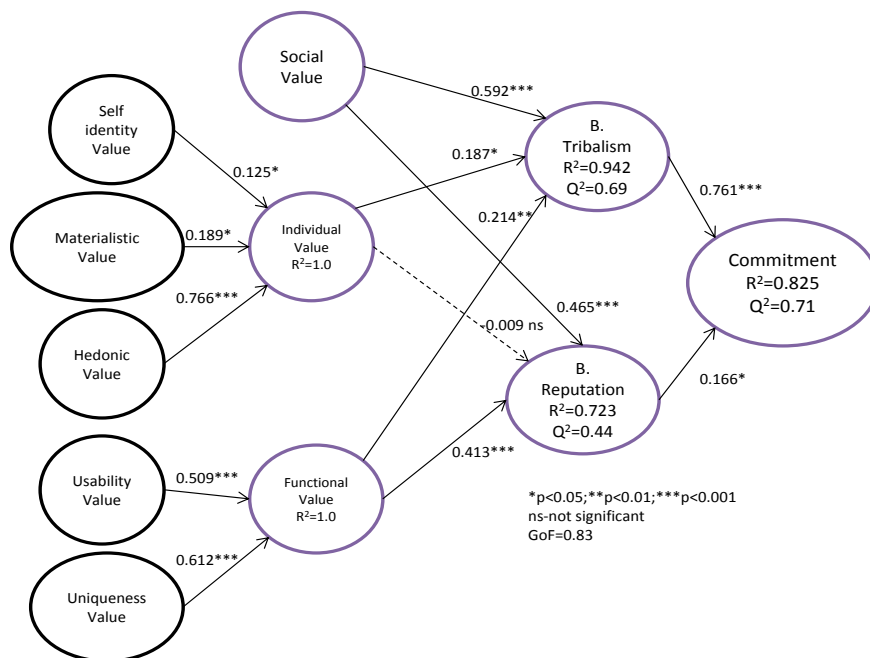 Social
Value
0.592***
Self
identity
Value
B.
Tribalism
R²=0.942
Q²=0.69
0.125*
0.187*
0.761***
Materialistic
Value
0.189*
Individual
Value
R²=1.0
0.214**
Commitment
R²=0.825
Q²=0.71
0.766***
0.465***
-0.009 ns
Hedonic
Value
B.
Reputation
R²=0.723
Q²=0.44
0.166*
0.413***
Usability
Value
0.509***
Functional
Value
R²=1.0
*p<0.05;**p<0.01;***p<0.001
ns-not significant
GoF=0.83
0.612***
Uniqueness
Value